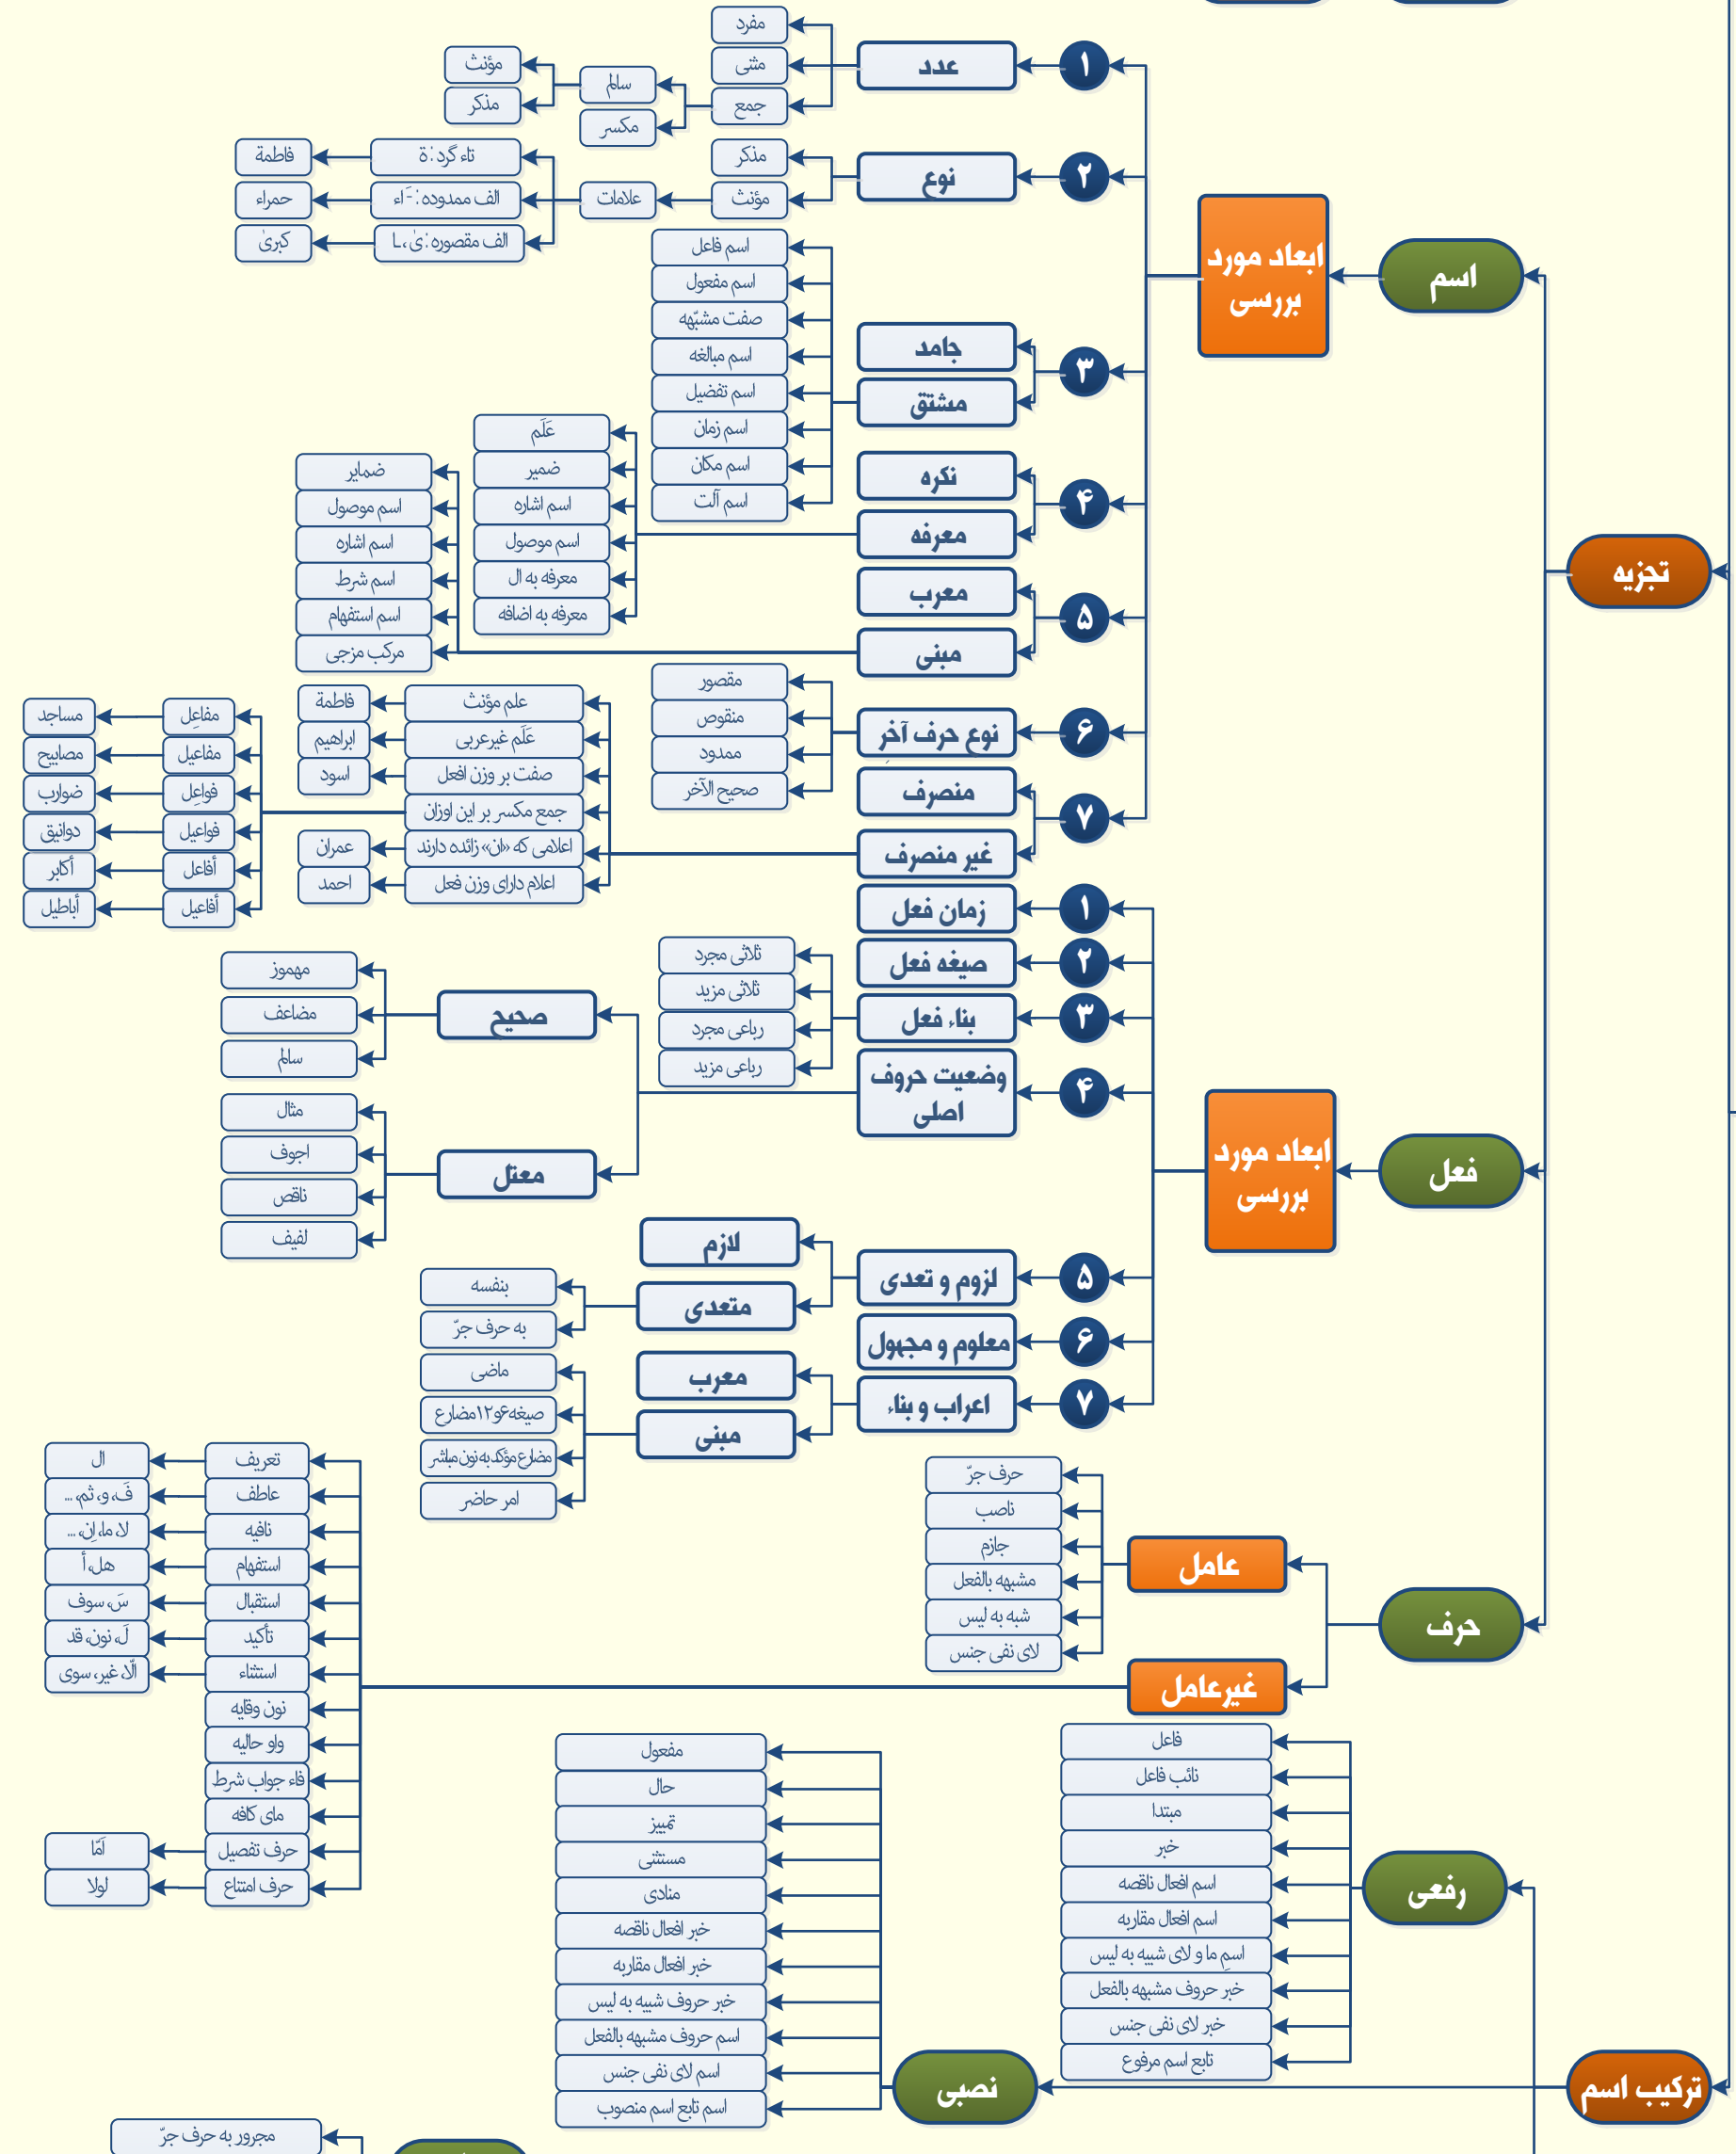 تجزیه
اسم
ابعاد مورد
بررسی
۱
عدد
مفرد
مثنی
جمع
سالم
مؤنث
مذکر
مکسر
۲
نوع
مذکر
مؤنث
علامات
تاء گرد: ة
فاطمة
الف ممدوده: َ اء
حمراء
الف مقصوره: یٰ، ـا
کبریٰ
۳
جامد
مشتق
اسم فاعل
اسم مفعول
صفت مشبّهه
اسم مبالغه
اسم تفضیل
اسم زمان
اسم مکان
اسم آلت
۴
نکره
معرفه
عَلَم
ضمیر
اسم اشاره
اسم موصول
معرفه به ال
معرفه به اضافه
۵
معرب
مبنی
ضمایر
اسم موصول
اسم اشاره
اسم شرط
اسم استفهام
مرکب مزجی
۶
نوع حرف آخر
مقصور
منقوص
ممدود
صحیح الآخر
۷
منصرف
غیر منصرف
علم مؤنث
فاطمة
عَلَم غیرعربی
ابراهیم
صفت بر وزن افعل
اسود
جمع مکسر بر این اوزان
مفاعِل
مساجد
مفاعیل
مصابیح
فواعِل
ضوارب
فواعیل
دوانیق
أفاعل
أکابر
أفاعیل
أباطیل
اعلامی که «ان» زائده دارند
عمران
اعلام دارای وزن فعل
احمد
فعل
ابعاد مورد
بررسی
۱
زمان فعل
۲
صیغه فعل
۳
بناء فعل
ثلاثی مجرد
ثلاثی مزید
رباعی مجرد
رباعی مزید
۴
وضعیت حروف
اصلی
صحیح
مهموز
مضاعف
سالم
معتل
مثال
اجوف
ناقص
لفیف
۵
لزوم و تعدی
لازم
متعدی
بنفسه
به حرف جرّ
۶
معلوم و مجهول
۷
اعراب و بناء
معرب
مبنی
ماضی
صیغه۶و۱۲مضارع
مضارع مؤکد به نون مباشر
امر حاضر
حرف
عامل
حرف جرّ
ناصب
جازم
مشبهه بالفعل
شبه به لیس
لای نفی جنس
غیرعامل
تعریف
ال
عاطف
فَ، و، ثم، ...
نافیه
لا، ما، إن، ...
استفهام
هل، أ
استقبال
سَ، سوف
تأکید
لَ، نون، قد
استثناء
الّا، غیر، سوی
نون وقایه
واو حالیه
فاء جواب شرط
مای کافه
حرف تفصیل
اَمّا
حرف امتناع
لولا
ترکیب اسم
رفعی
فاعل
نائب فاعل
مبتدا
خبر
اسم افعال ناقصه
اسم افعال مقاربه
اسمِ ما و لای شبیه به لیس
خبر حروف مشبهه بالفعل
خبر لای نفی جنس
تابع اسم مرفوع
نصبی
مفعول
حال
تمییز
مستثنی
منادی
خبر افعال ناقصه
خبر افعال مقاربه
خبر حروف شبیه به لیس
اسم حروف مشبهه بالفعل
اسم لای نفی جنس
اسم تابع اسم منصوب
مجرور به حرف جرّ